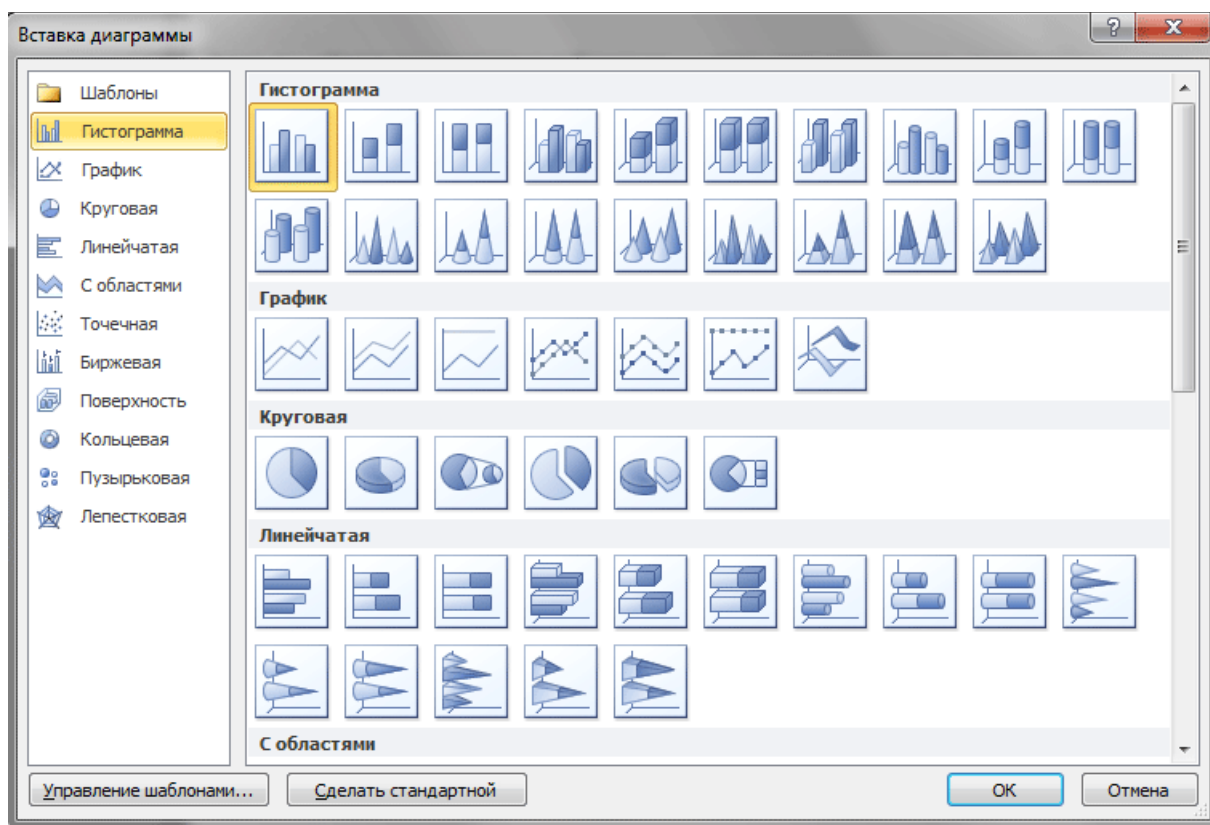 Вставка диаграммы
?
X
Шаблоны
Гистограмма
График
Круговая
Линейчатая
С областями
Точечная
Биржевая
Поверхность
Кольцевая
Пузырьковая
Лепестковая
Гистограмма
График
Круговая
Линейчатая
С областями
Управление шаблонами...
Сделать стандартной
ОК
Отмена